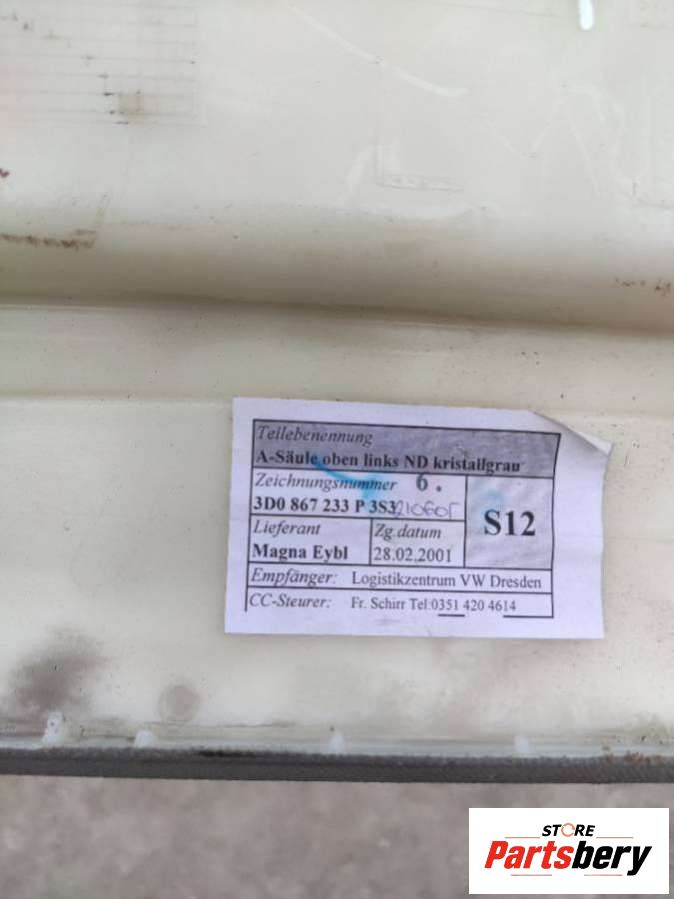 Teilebenennung
A-Säule oben links ND kristallgrau
Zeichnungsnummer 6.
3D0 867 233 P 3S3
S12
Lieferant Zg.datum
Magna Eybl 28.02.2001
Empfänger: Logistikzentrum VW Dresden
CC-Steurer: Fr. Schirr Tel:0351 420 4614
STORE
Partsbery